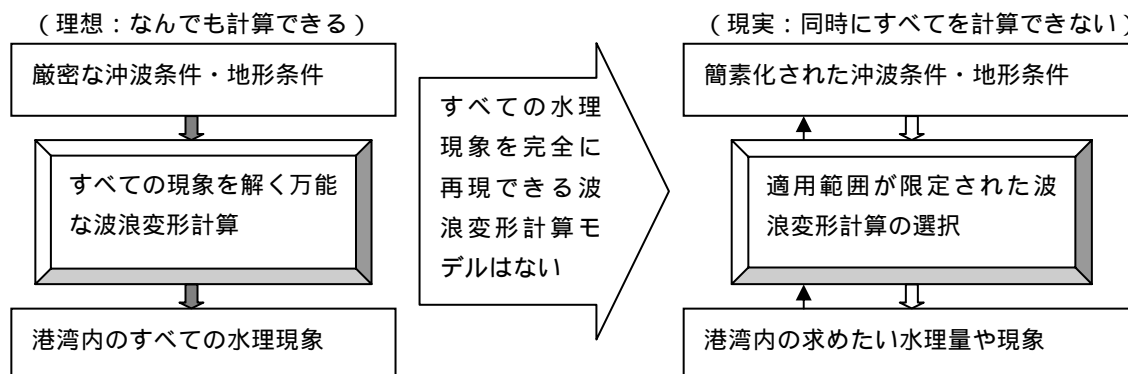 (理想：なんでも計算できる)
厳密な沖波条件・地形条件
すべての現象を解く万能
な波浪変形計算
港湾内のすべての水理現象
すべての水理
現象を完全に
再現できる波
浪変形計算モ
デルはない
(現実：同時にすべてを計算できない)
簡素化された沖波条件・地形条件
適用範囲が限定された波
浪変形計算の選択
港湾内の求めたい水理量や現象